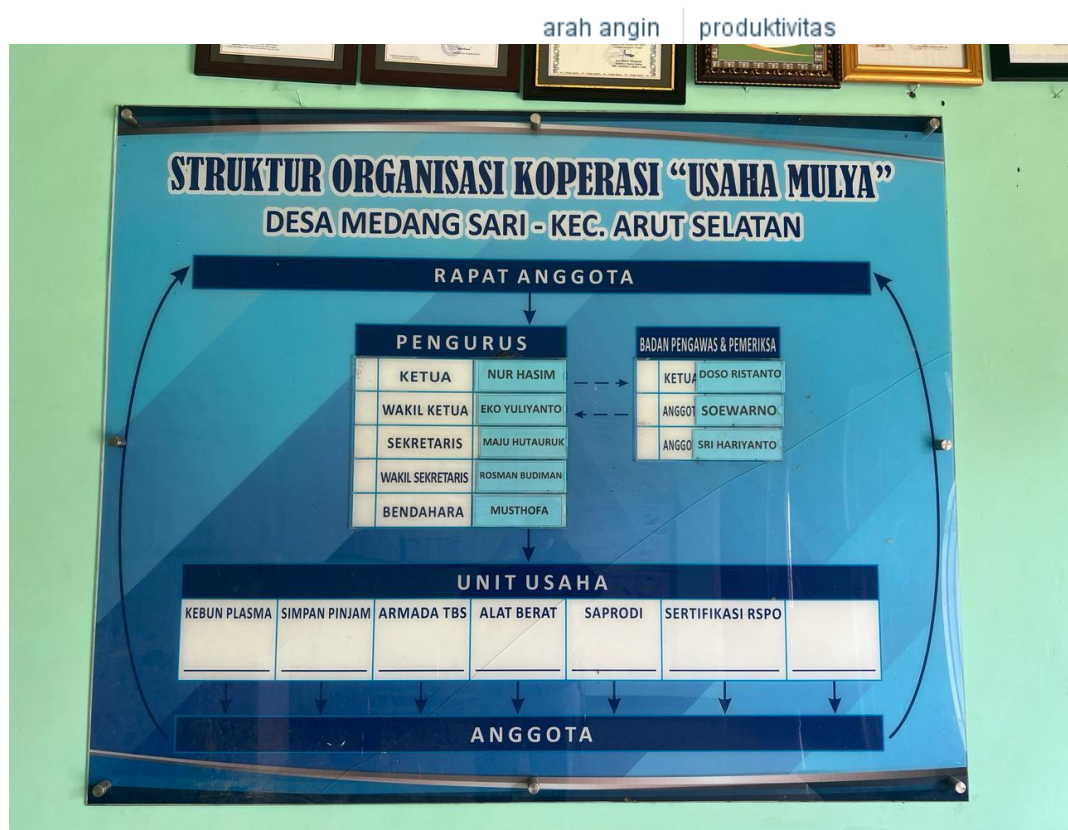 arah angin produktivitas
STRUKTUR ORGANISASI KOPERASI “USAHA MULYA”
DESA MEDANG SARI - KEC. ARUT SELATAN
RAPAT ANGGOTA
PENGURUS
KETUA NUR HASIM
WAKIL KETUA EKO YULIYANTO
SEKRETARIS MAJU HUTAURUK
WAKIL SEKRETARIS ROSMAN BUDIMAN
BENDAHARA MUSTHOFA
BADAN PENGAWAS & PEMERIKSA
KETUA DOSO RISTANTO
ANGGOT SOEWARNO
ANGGO SRI HARIYANTO
UNIT USAHA
KEBUN PLASMA SIMPAN PINJAM ARMADA TBS ALAT BERAT SAPRODI SERTIFIKASI RSPO
ANGGOTA